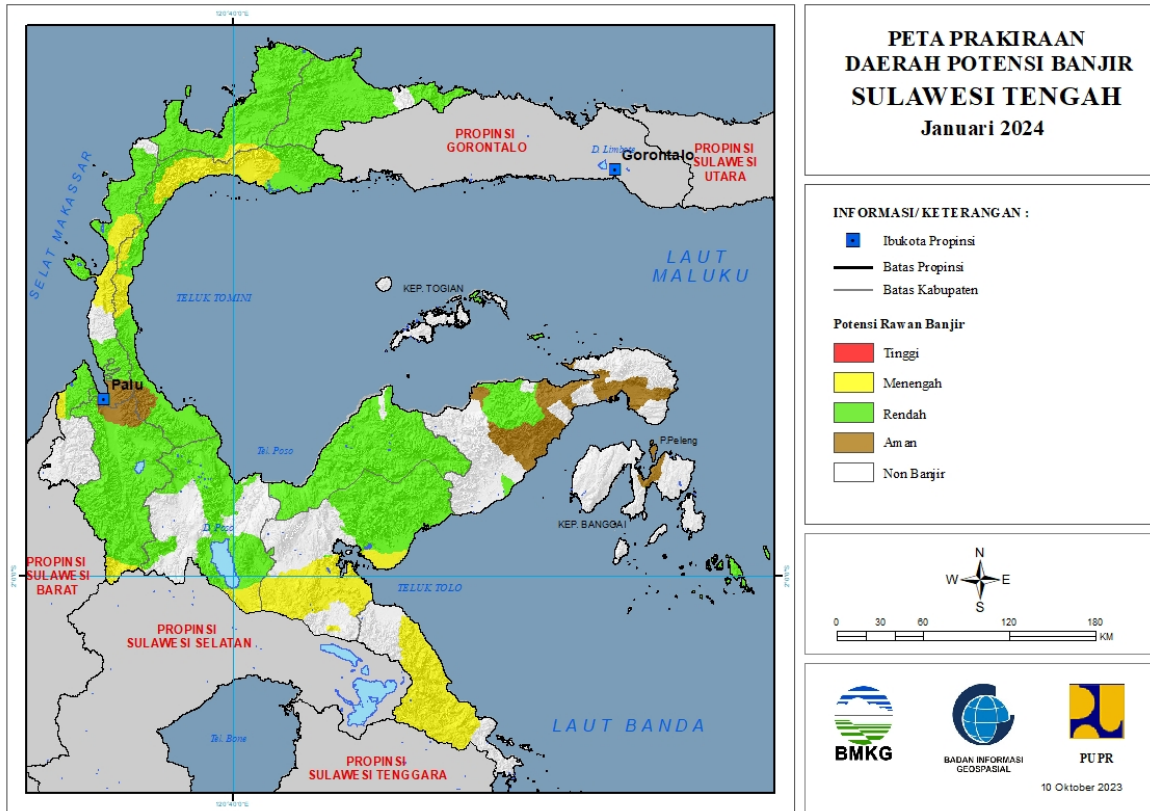 120°4'0"E
PROPINSI
GORONTALO
D. Limboto
Gorontalo
PROPINSI
SULAWESI
UTARA
SELAT MAKASSAR
LAUT
MALUKU
TELUK TOMINI
KEP. TOGIAN
Palu
Tel. Poso
P.Peleng
KEP. BANGGAI
D. Poso
PROPINSI
SULAWESI
BARAT
TELUK TOLO
PROPINSI
SULAWESI SELATAN
LAUT BANDA
Tel. Bone
PROPINSI
SULAWESI TENGGARA
PETA PRAKIRAAN
DAERAH POTENSI BANJIR
SULAWESI TENGAH
Januari 2024
INFORMASI/ KETERANGAN :
Ibukota Propinsi
Batas Propinsi
Batas Kabupaten
Potensi Rawan Banjir
Tinggi
Menengah
Rendah
Aman
Non Banjir
N
W E
S
0 30 60 120 180
KM
BMKG
BADAN INFORMASI
GEOSPASIAL
PUPR
10 Oktober 2023